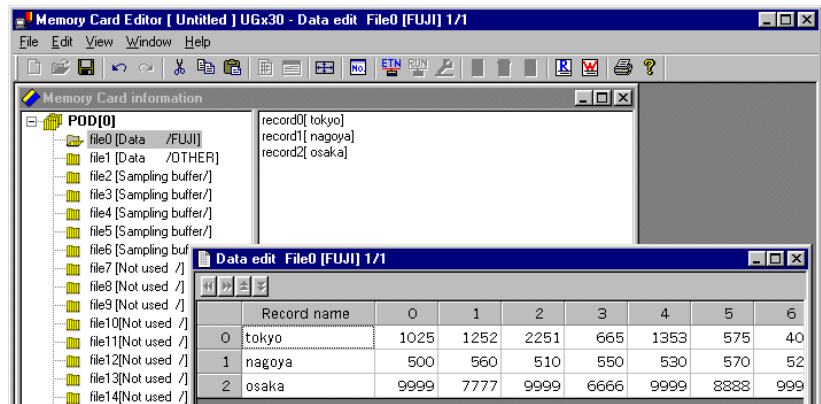 Memory Card Editor [ Untitled ] UGx30 - Data edit File0 [FUJI] 1/1
File Edit View Window Help
No. ETN RUN R W ?
Memory Card information
POD[0]
file0 [Data /FUJI]
file1 [Data /OTHER]
file2 [Sampling buffer/]
file3 [Sampling buffer/]
file4 [Sampling buffer/]
file5 [Sampling buffer/]
file6 [Sampling buf
file7 [Not used /]
file8 [Not used /]
file9 [Not used /]
file10[Not used /]
file11[Not used /]
file12[Not used /]
file13[Not used /]
file14[Not used /]
record0[ tokyo]
record1[ nagoya]
record2[ osaka]
Data edit File0 [FUJI] 1/1
Record name 0 1 2 3 4 5 6
0 tokyo 1025 1252 2251 665 1353 575 40
1 nagoya 500 560 510 550 530 570 52
2 osaka 9999 7777 9999 6666 9999 8888 999